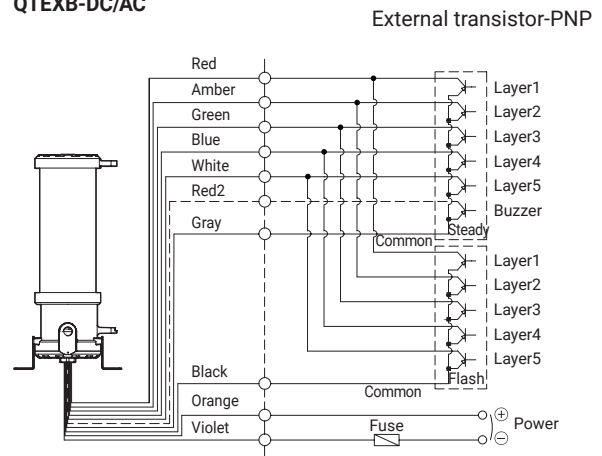 QTEXB-DC/AC
External transistor-PNP
Red
Amber
Green
Blue
White
Red2
Gray
Layer1
Layer2
Layer3
Layer4
Layer5
Buzzer
Steady
Common
Layer1
Layer2
Layer3
Layer4
Layer5
Flash
Common
Black
Orange
Violet
Fuse
+
Power
−